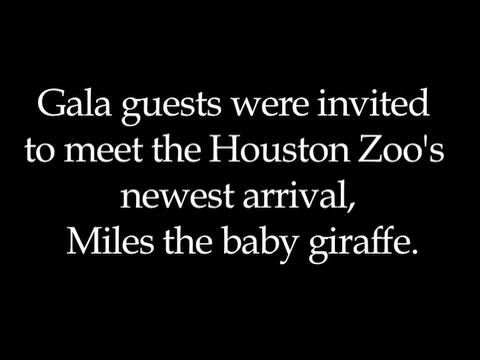 Gala guests were invited
to meet the Houston Zoo's
newest arrival,
Miles the baby giraffe.